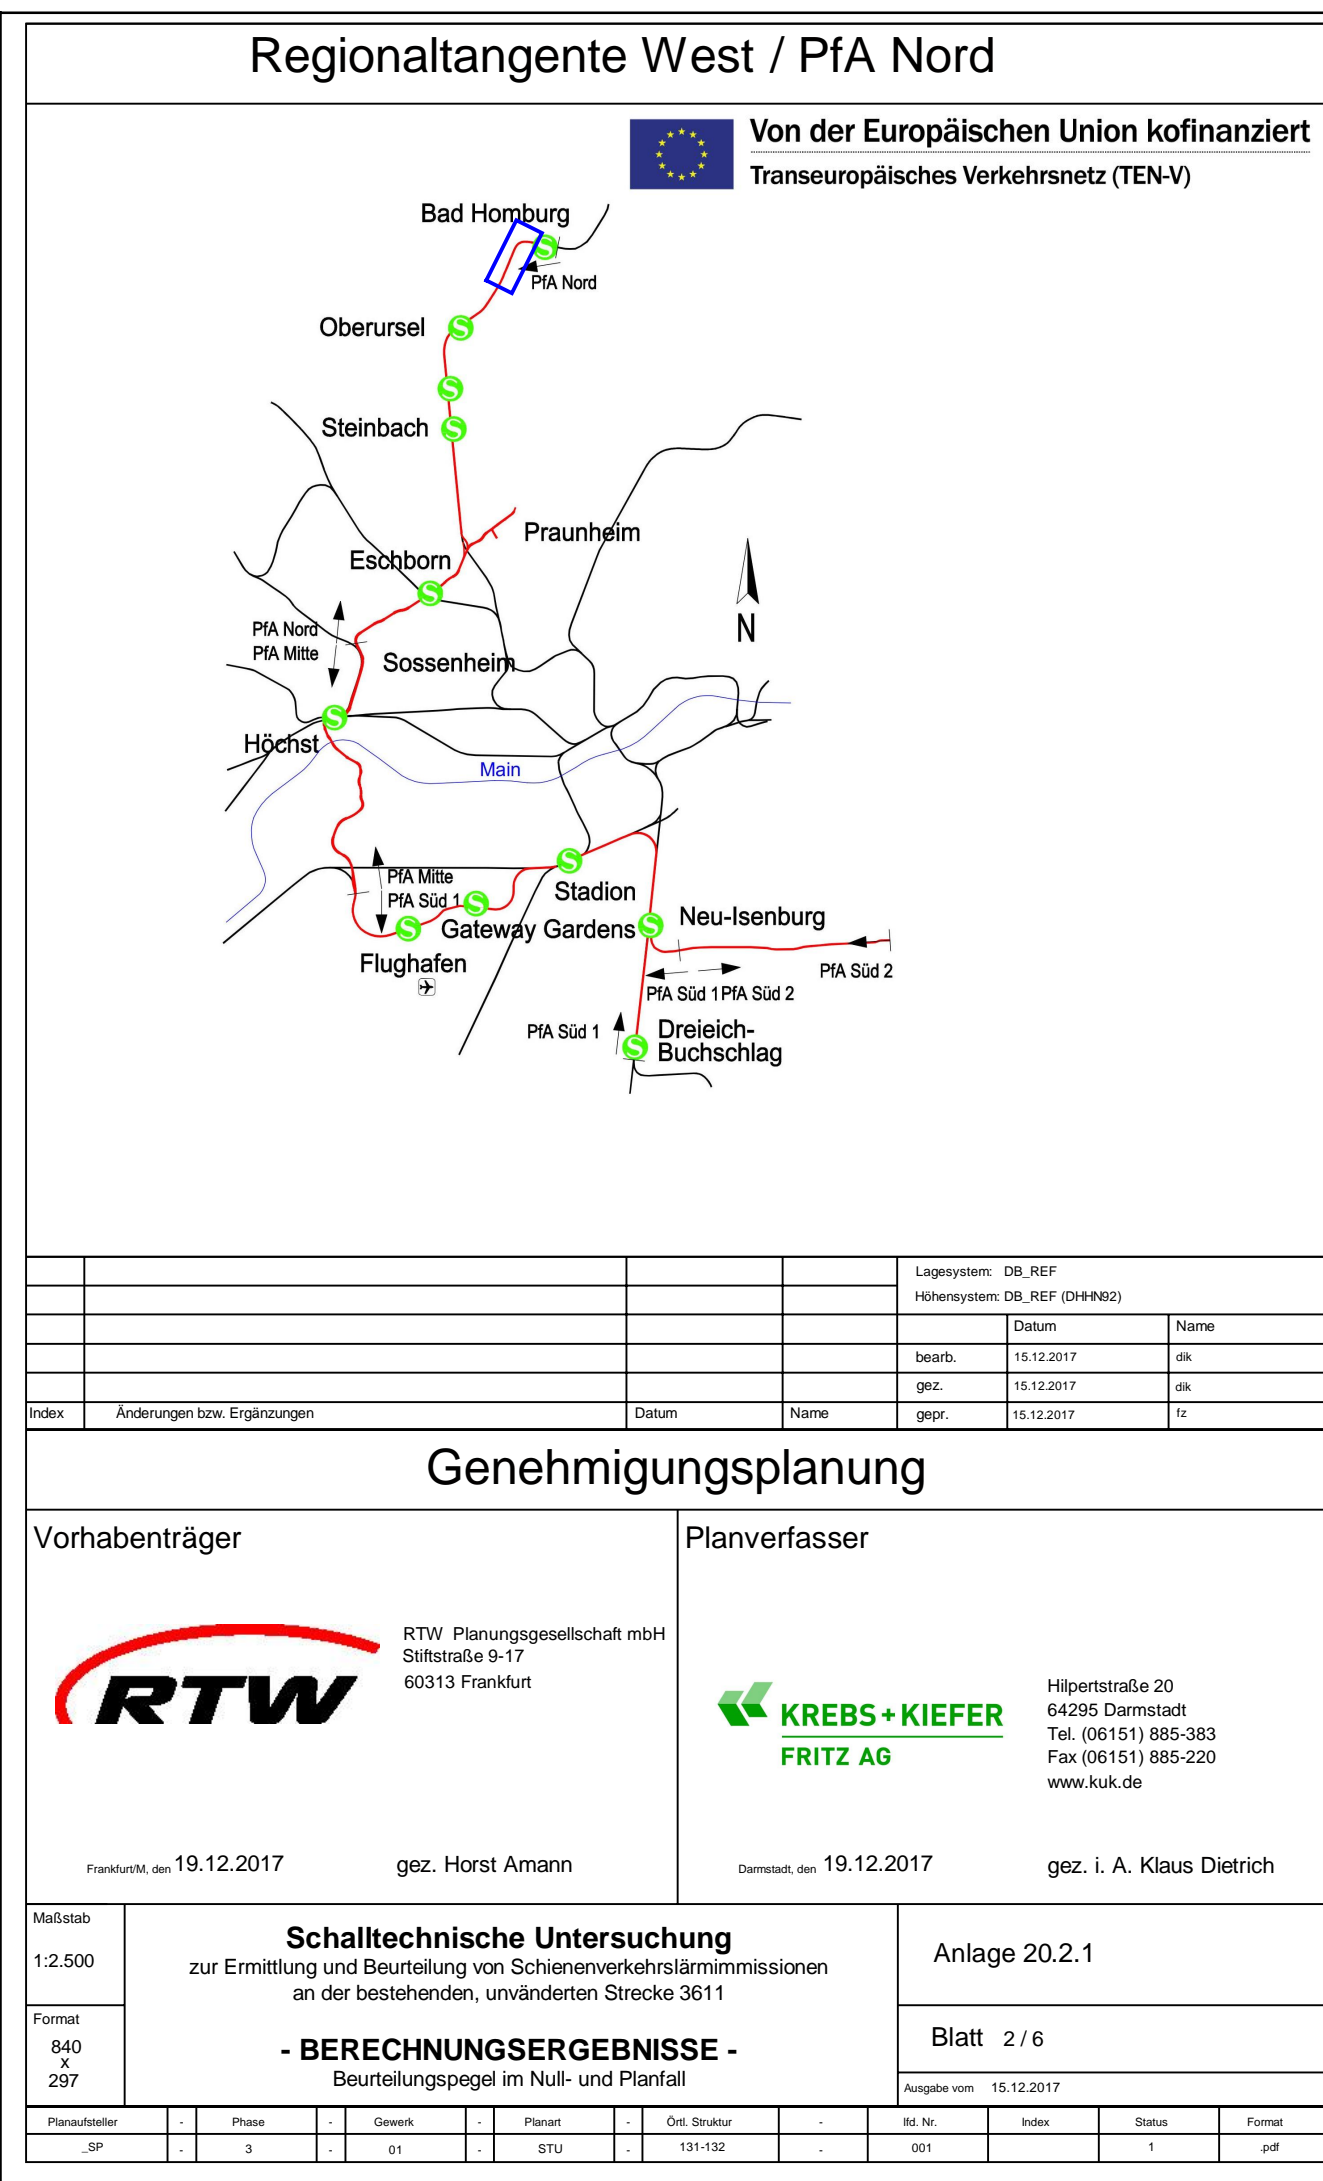 Regionaltangente West / PfA Nord
Von der Europäischen Union kofinanziert
Transeuropäisches Verkehrsnetz (TEN-V)
Bad Homburg
S
PfA Nord
Oberursel S
S
Steinbach S
Praunheim
Eschborn
S
N
PfA Nord
PfA Mitte
Sossenheim
S
Höchst
Main
S
PfA Mitte
Stadion
PfA Süd 1 S
Neu-Isenburg
S Gateway Gardens S
Flughafen
PfA Süd 2
PfA Süd 1 PfA Süd 2
PfA Süd 1
S Dreieich-
Buchschlag
Lagesystem: DB_REF
Höhensystem: DB_REF (DHHN92)
Datum Name
bearb. 15.12.2017 dik
gez. 15.12.2017 dik
Index Änderungen bzw. Ergänzungen Datum Name gepr. 15.12.2017 fz
Genehmigungsplanung
Vorhabenträger
RTW
RTW Planungsgesellschaft mbH
Stiftstraße 9-17
60313 Frankfurt
Frankfurt/M, den 19.12.2017 gez. Horst Amann
Planverfasser
KREBS+KIEFER
FRITZ AG
Hilpertstraße 20
64295 Darmstadt
Tel. (06151) 885-383
Fax (06151) 885-220
www.kuk.de
Darmstadt, den 19.12.2017 gez. i. A. Klaus Dietrich
Maßstab
1:2.500
Format
840
x
297
Schalltechnische Untersuchung
zur Ermittlung und Beurteilung von Schienenverkehrslärmimmissionen
an der bestehenden, unvänderten Strecke 3611
- BERECHNUNGSERGEBNISSE -
Beurteilungspegel im Null- und Planfall
Anlage 20.2.1
Blatt 2 / 6
Ausgabe vom 15.12.2017
Planaufsteller - Phase - Gewerk - Planart - Örtl. Struktur - lfd. Nr. Index Status Format
_SP - 3 - 01 - STU - 131-132 - 001 1 .pdf